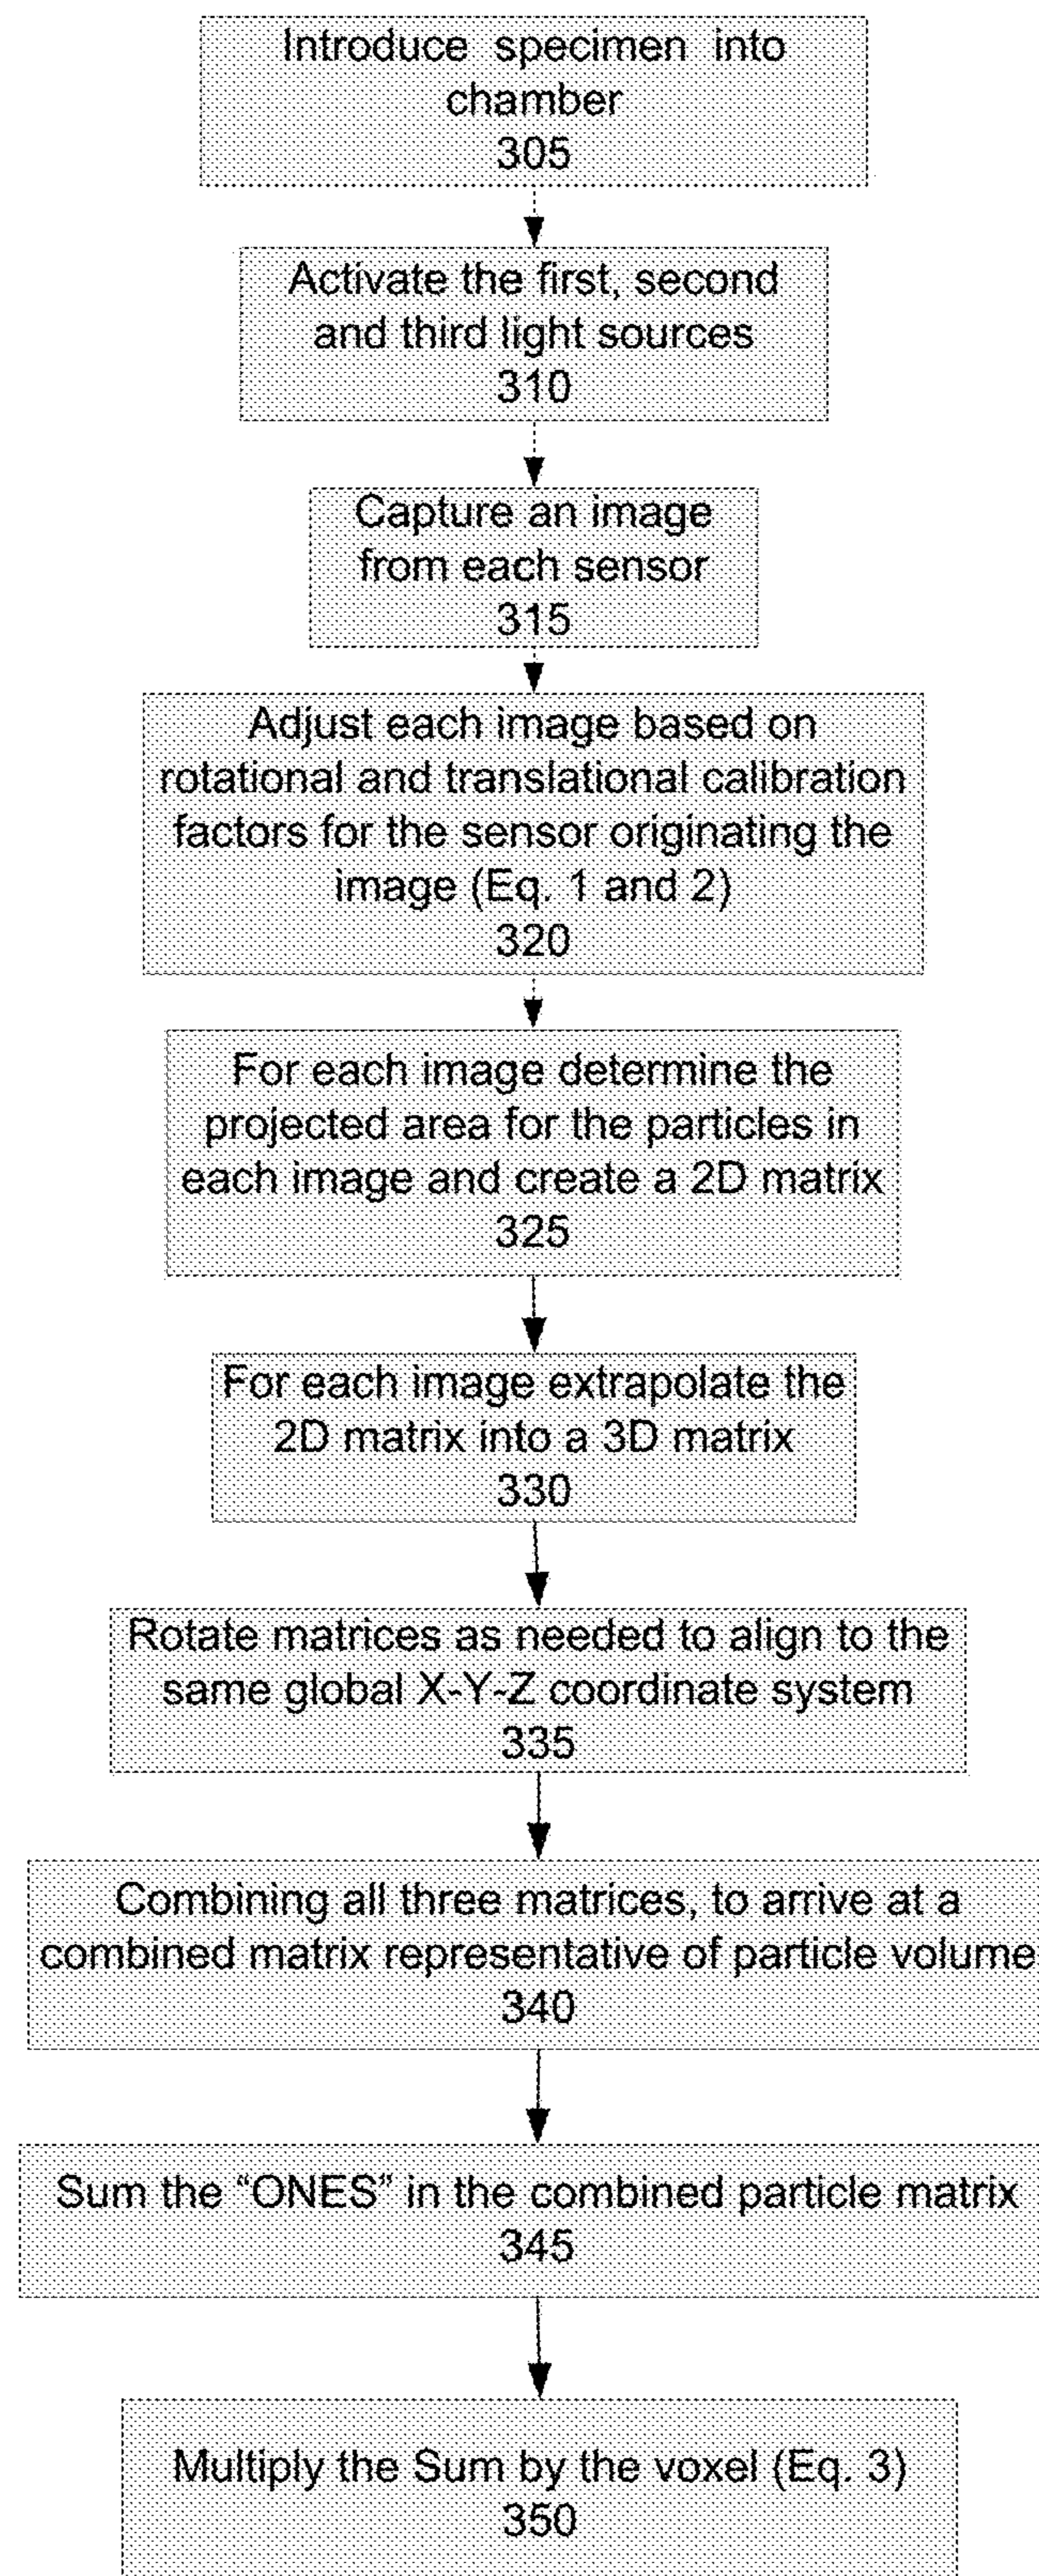 Introduce specimen into
chamber
305
Activate the first, second
and third light sources
310
Capture an image
from each sensor
315
Adjust each image based on
rotational and translational calibration
factors for the sensor originating the
image (Eq. 1 and 2)
320
For each image determine the
projected area for the particles in
each image and create a 2D matrix
325
For each image extrapolate the
2D matrix into a 3D matrix
330
Rotate matrices as needed to align to the
same global X-Y-Z coordinate system
335
Combining all three matrices, to arrive at a
combined matrix representative of particle volume
340
Sum the “ONES” in the combined particle matrix
345
Multiply the Sum by the voxel (Eq. 3)
350